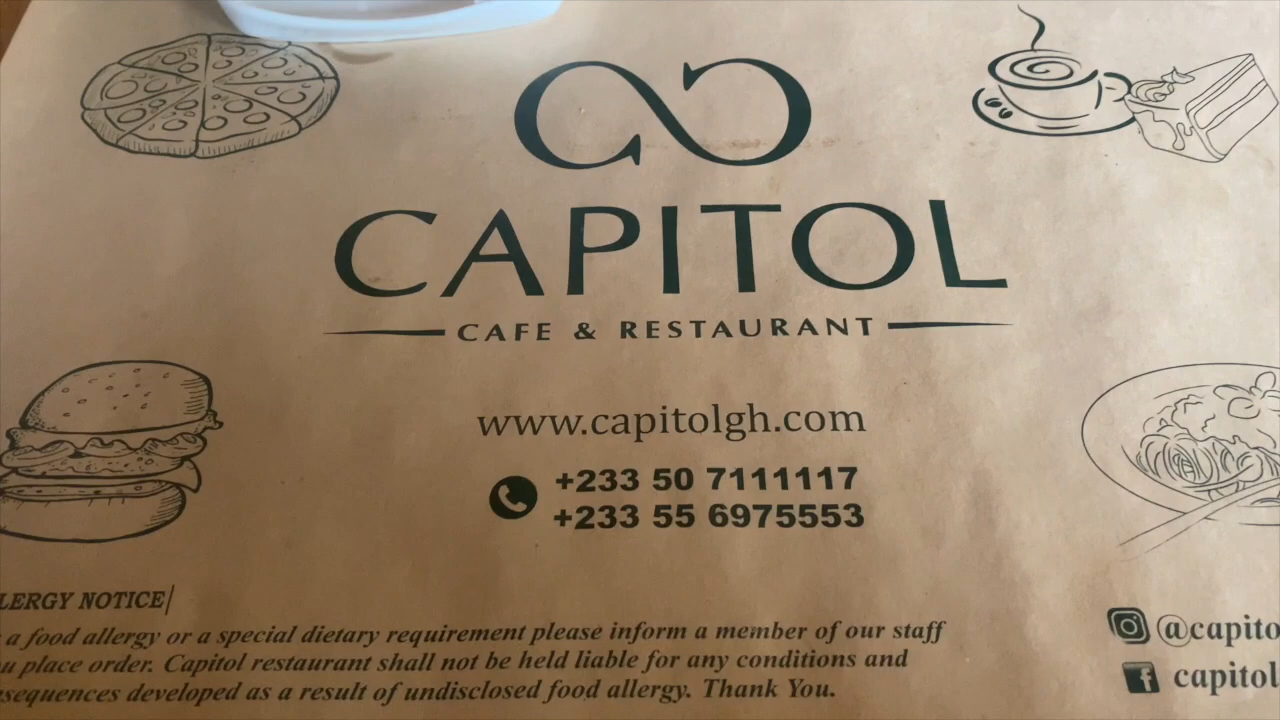 CAPITOL
CAFE & RESTAURANT
www.capitolgh.com
+233 50 7111117
+233 55 6975553
LERGY NOTICE
a food allergy or a special dietary requirement please inform a member of our staff
u place order. Capitol restaurant shall not be held liable for any conditions and
sequences developed as a result of undisclosed food allergy. Thank You.
@capito
capitol